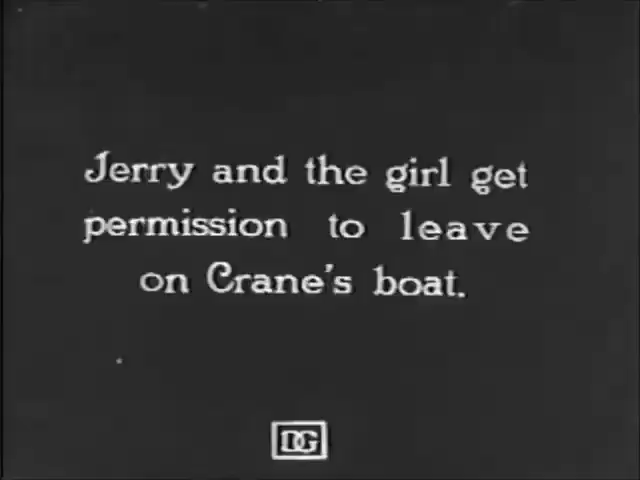 Jerry and the girl get
permission to leave
on Crane's boat.
DG